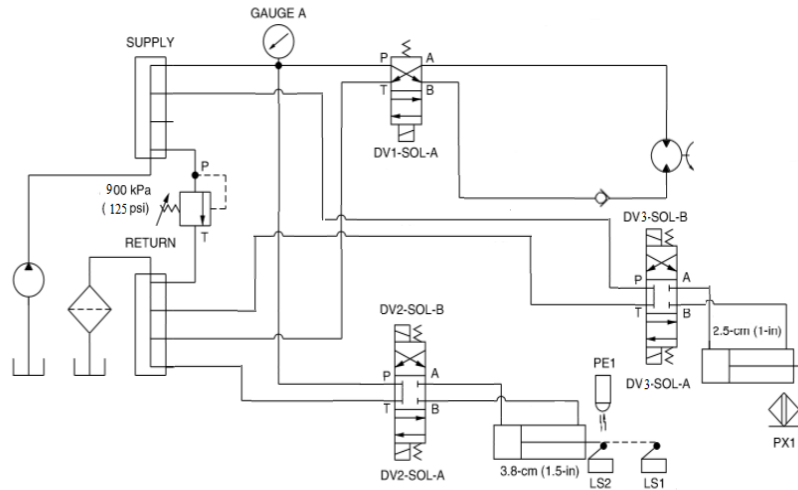 GAUGE A
SUPPLY
P A
T B
DV1-SOL-A
P
900 kPa
( 125 psi)
T
RETURN
DV3-SOL-B
P A
T B
2.5-cm (1-in)
DV3-SOL-A
DV2-SOL-B
P A
T B
PE1
PX1
3.8-cm (1.5-in)
LS2 LS1
DV2-SOL-A